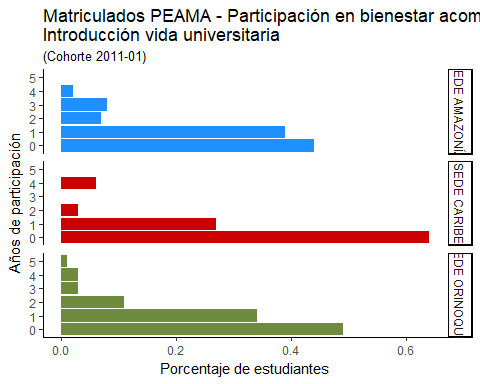 Matriculados PEAMA - Participación en bienestar acom
Introducción vida universitaria
(Cohorte 2011-01)
Años de participación
5
4
3
2
1
0
EDE AMAZONÍ
5
4
3
2
1
0
SEDE CARIBE
5
4
3
2
1
0
EDE ORINOQUI
0.0 0.2 0.4 0.6
Porcentaje de estudiantes